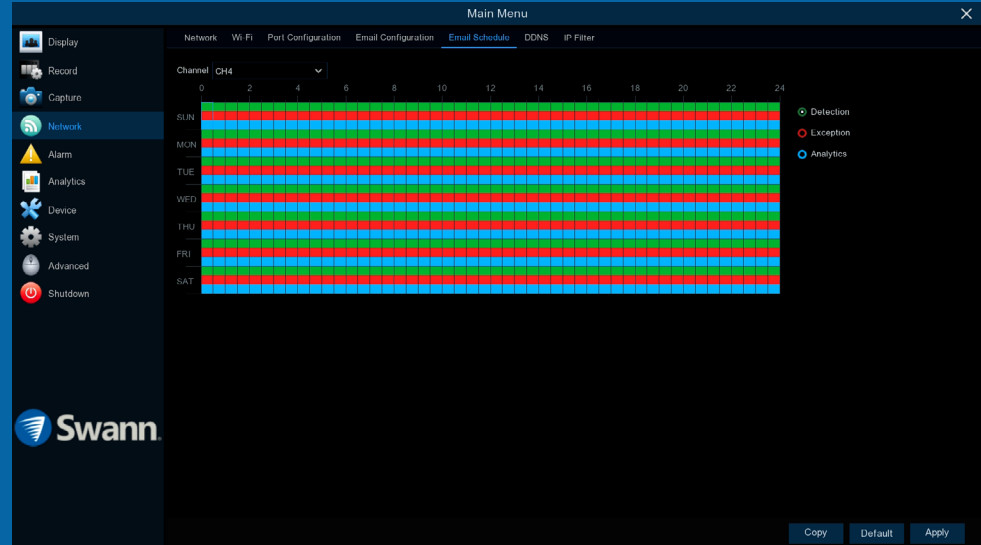 Main Menu
Display
Record
Capture
Network
Alarm
Analytics
Device
System
Advanced
Shutdown
Swann.
Network Wi-Fi Port Configuration Email Configuration Email Schedule DDNS IP Filter
Channel CH4
0 2 4 6 8 10 12 14 16 18 20 22 24
SUN
MON
TUE
WED
THU
FRI
SAT
Detection
Exception
Analytics
Copy Default Apply